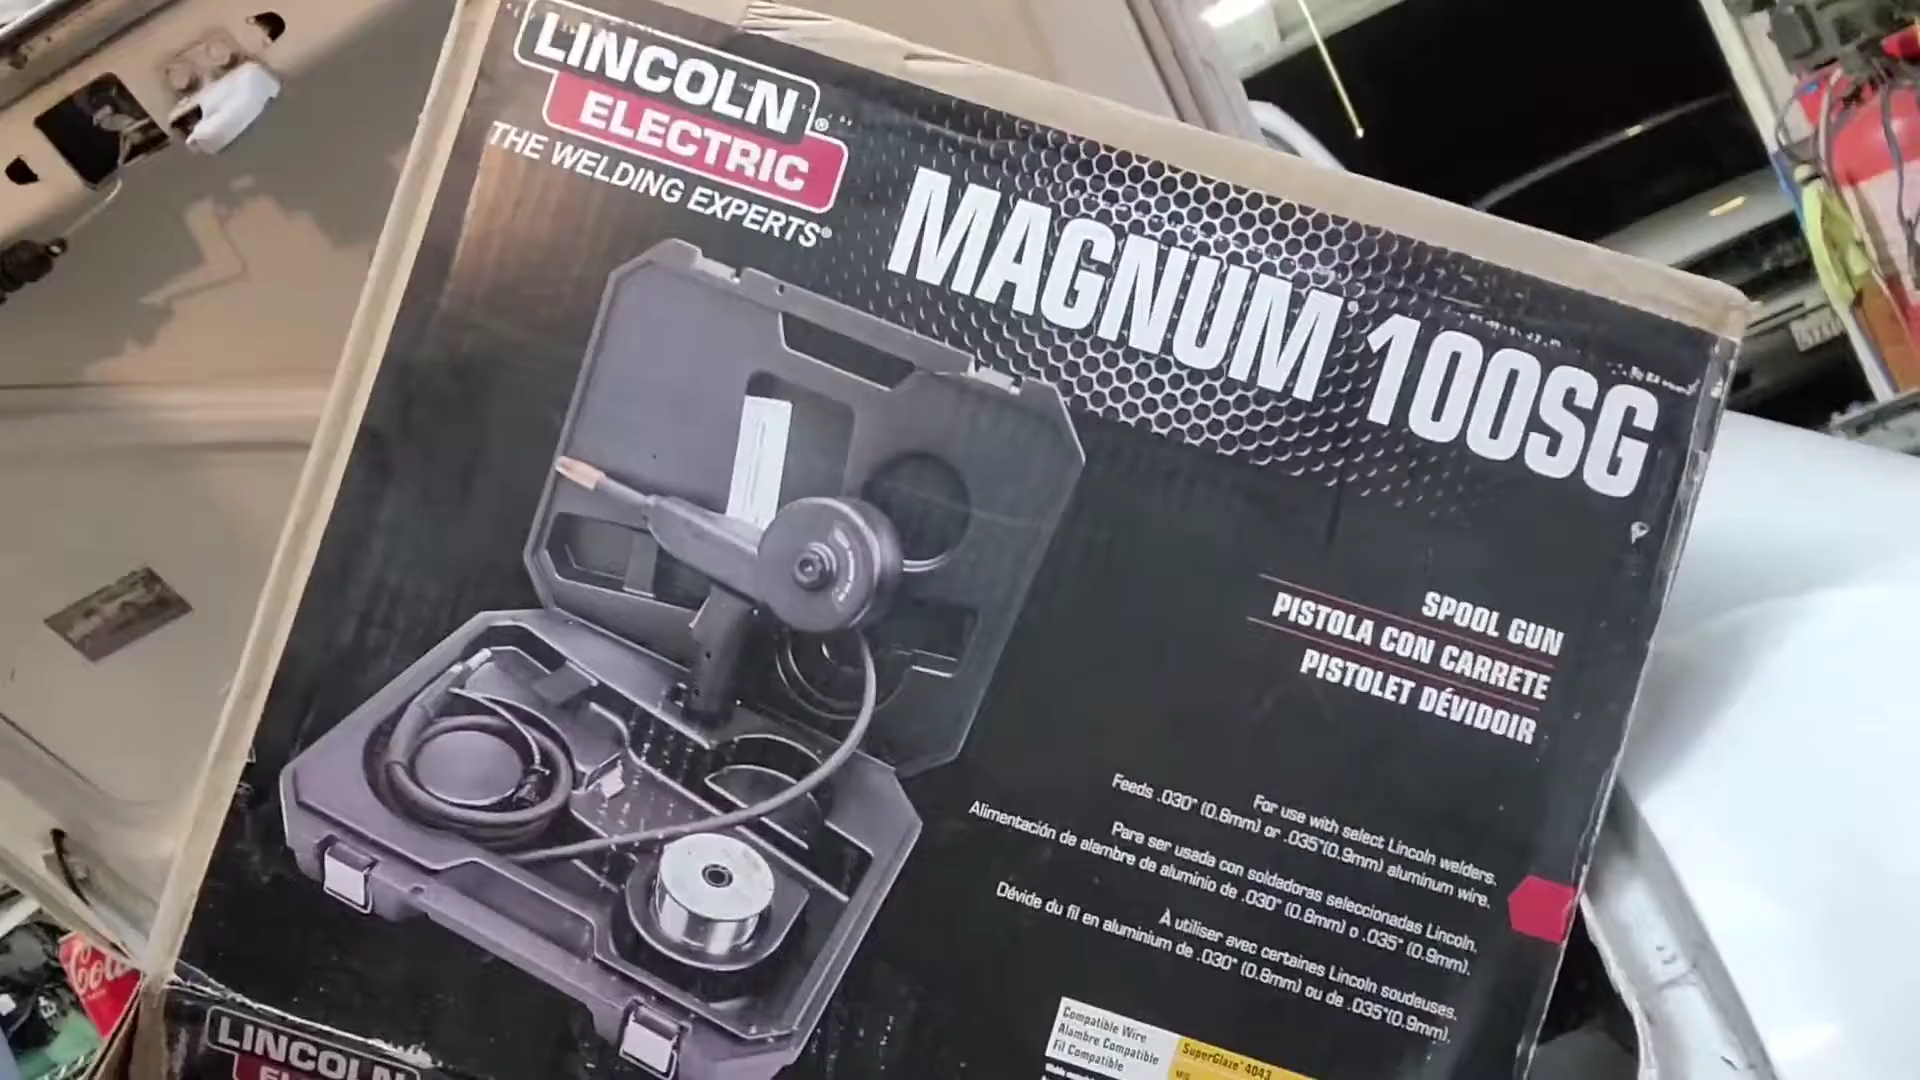 LINCOLN
ELECTRIC
THE WELDING EXPERTS®
MAGNUM® 100SG
SPOOL GUN
PISTOLA CON CARRETE
PISTOLET DÉVIDOIR
For use with select Lincoln welders.
Feeds .030" (0.8mm) or .035"(0.9mm) aluminum wire.
Para ser usada con soldadoras seleccionadas Lincoln.
Alimentación de alambre de aluminio de .030" (0.8mm) o .035" (0.9mm).
À utiliser avec certaines Lincoln soudeuses.
Dévide du fil en aluminium de .030" (0.8mm) ou de .035"(0.9mm).
Compatible Wire
Alambre Compatible
Fil Compatible
SuperGlaze® 4043
LINCOLN
Cola